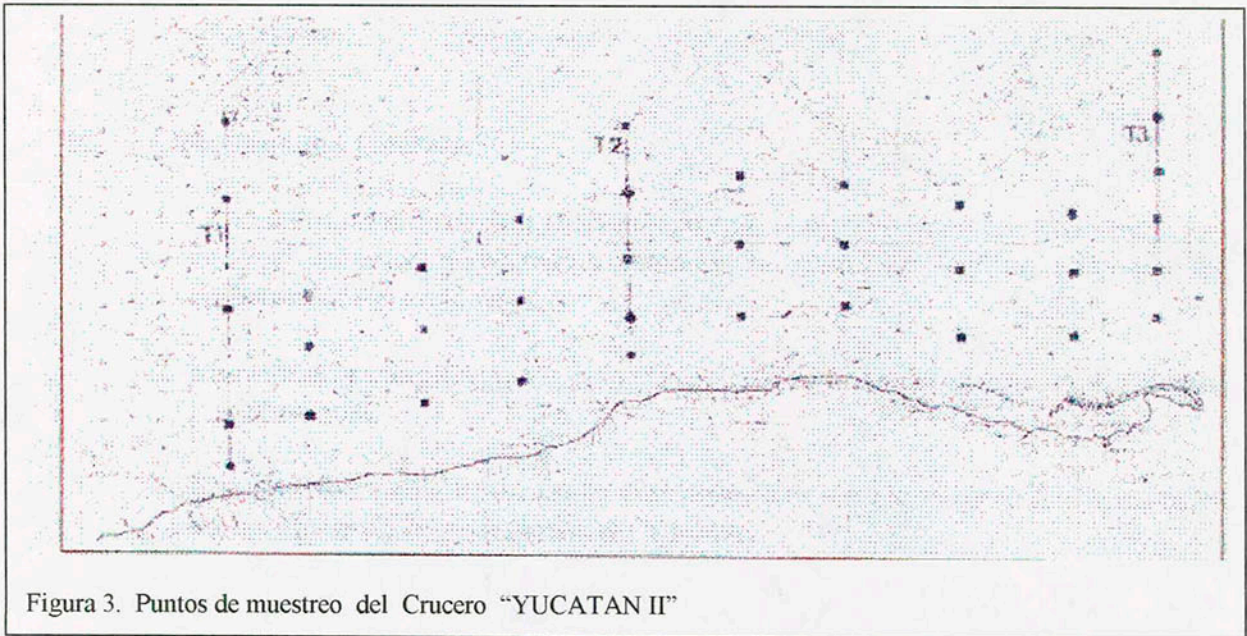 T2
T3
T1
Figura 3. Puntos de muestreo del Crucero “YUCATAN II”